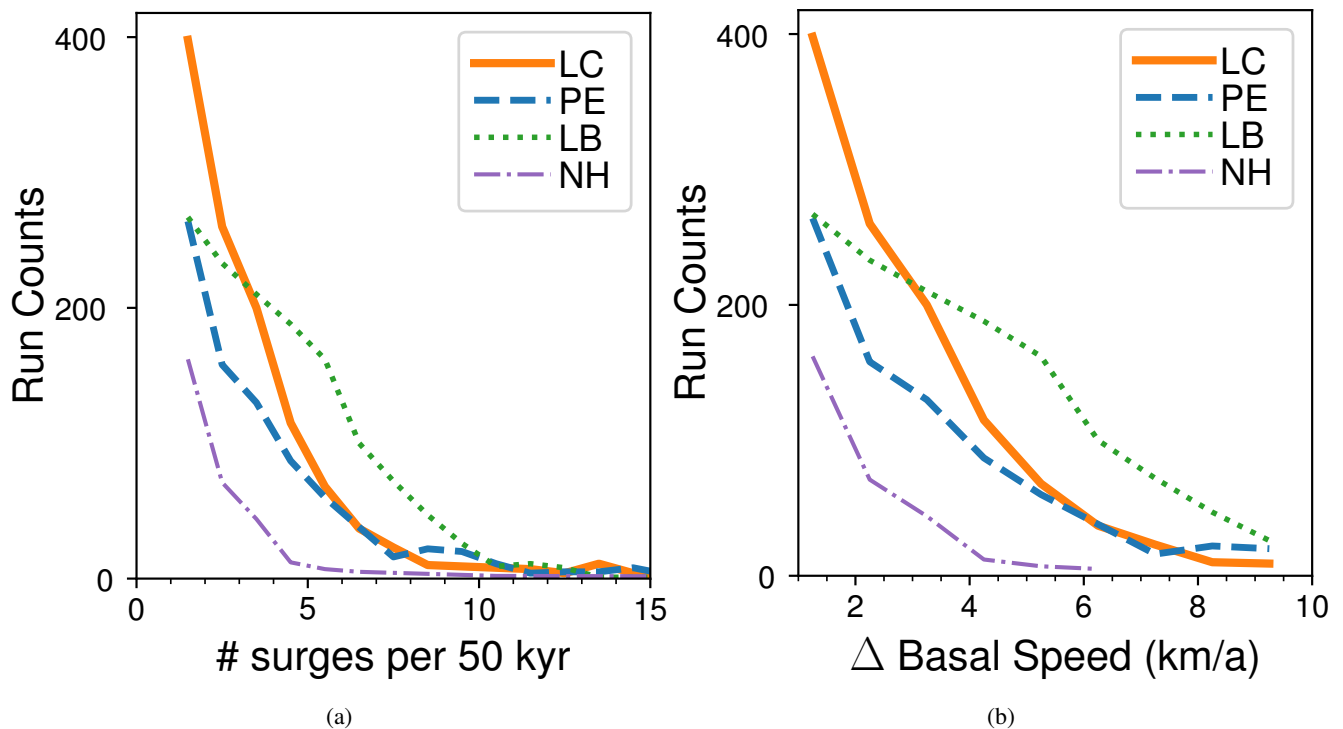 400
200
0
Run Counts
0
5
10
15
# surges per 50 kyr
LC
PE
LB
NH
(a)
400
200
0
Run Counts
2
4
6
8
10
Δ Basal Speed (km/a)
LC
PE
LB
NH
(b)